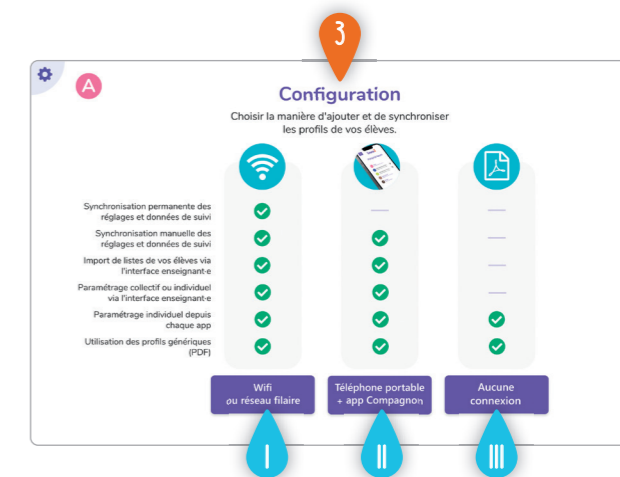 3
A
Configuration
Choisir la manière d'ajouter et de synchroniser
les profils de vos élèves.
Synchronisation permanente des
réglages et données de suivi
Synchronisation manuelle des
réglages et données de suivi
Import de listes de vos élèves via
l'interface enseignant·e
Paramétrage collectif ou individuel
via l'interface enseignant·e
Paramétrage individuel depuis
chaque app
Utilisation des profils génériques
(PDF)
Wifi
ou réseau filaire
Téléphone portable
+ app Compagnon
Aucune
connexion
I
II
III